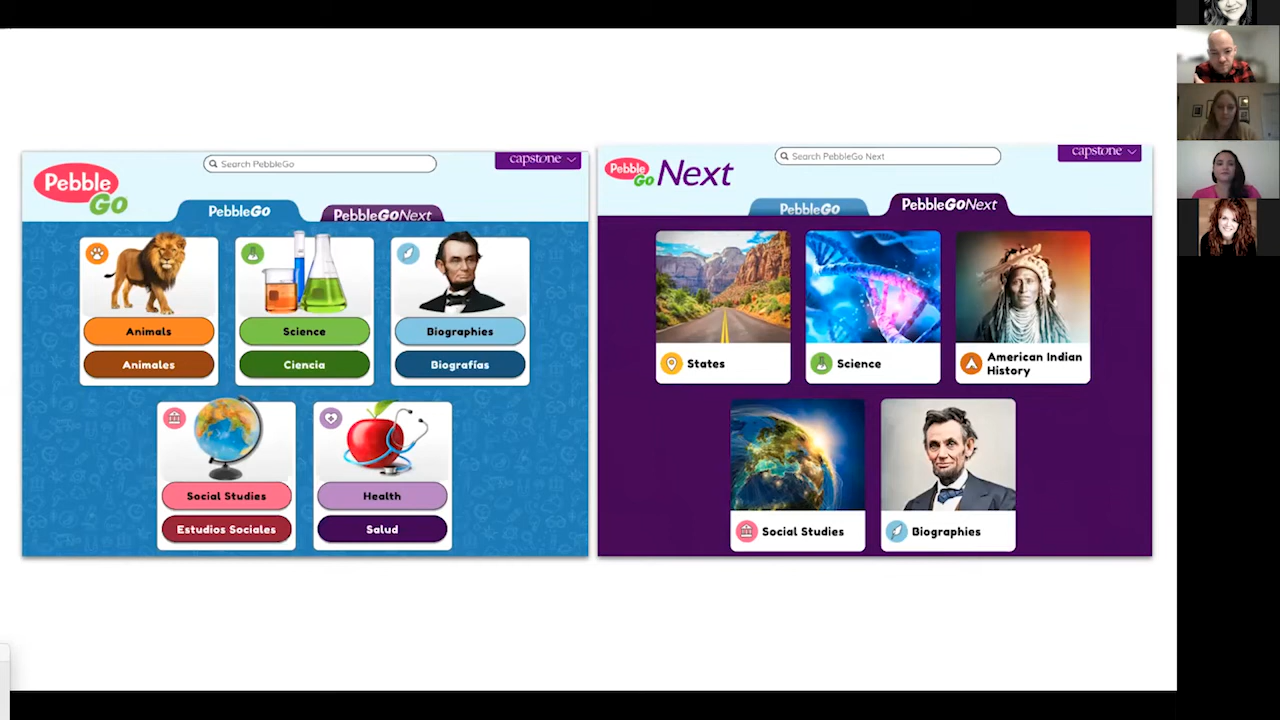 Pebble
GO
Search PebbleGo
capstone
PebbleGO
PebbleGONext
Animals
Animales
Science
Ciencia
Biographies
Biografías
Social Studies
Estudios Sociales
Health
Salud
Pebble
GO Next
Search PebbleGo Next
capstone
PebbleGO
PebbleGONext
States
Science
American Indian
History
Social Studies
Biographies